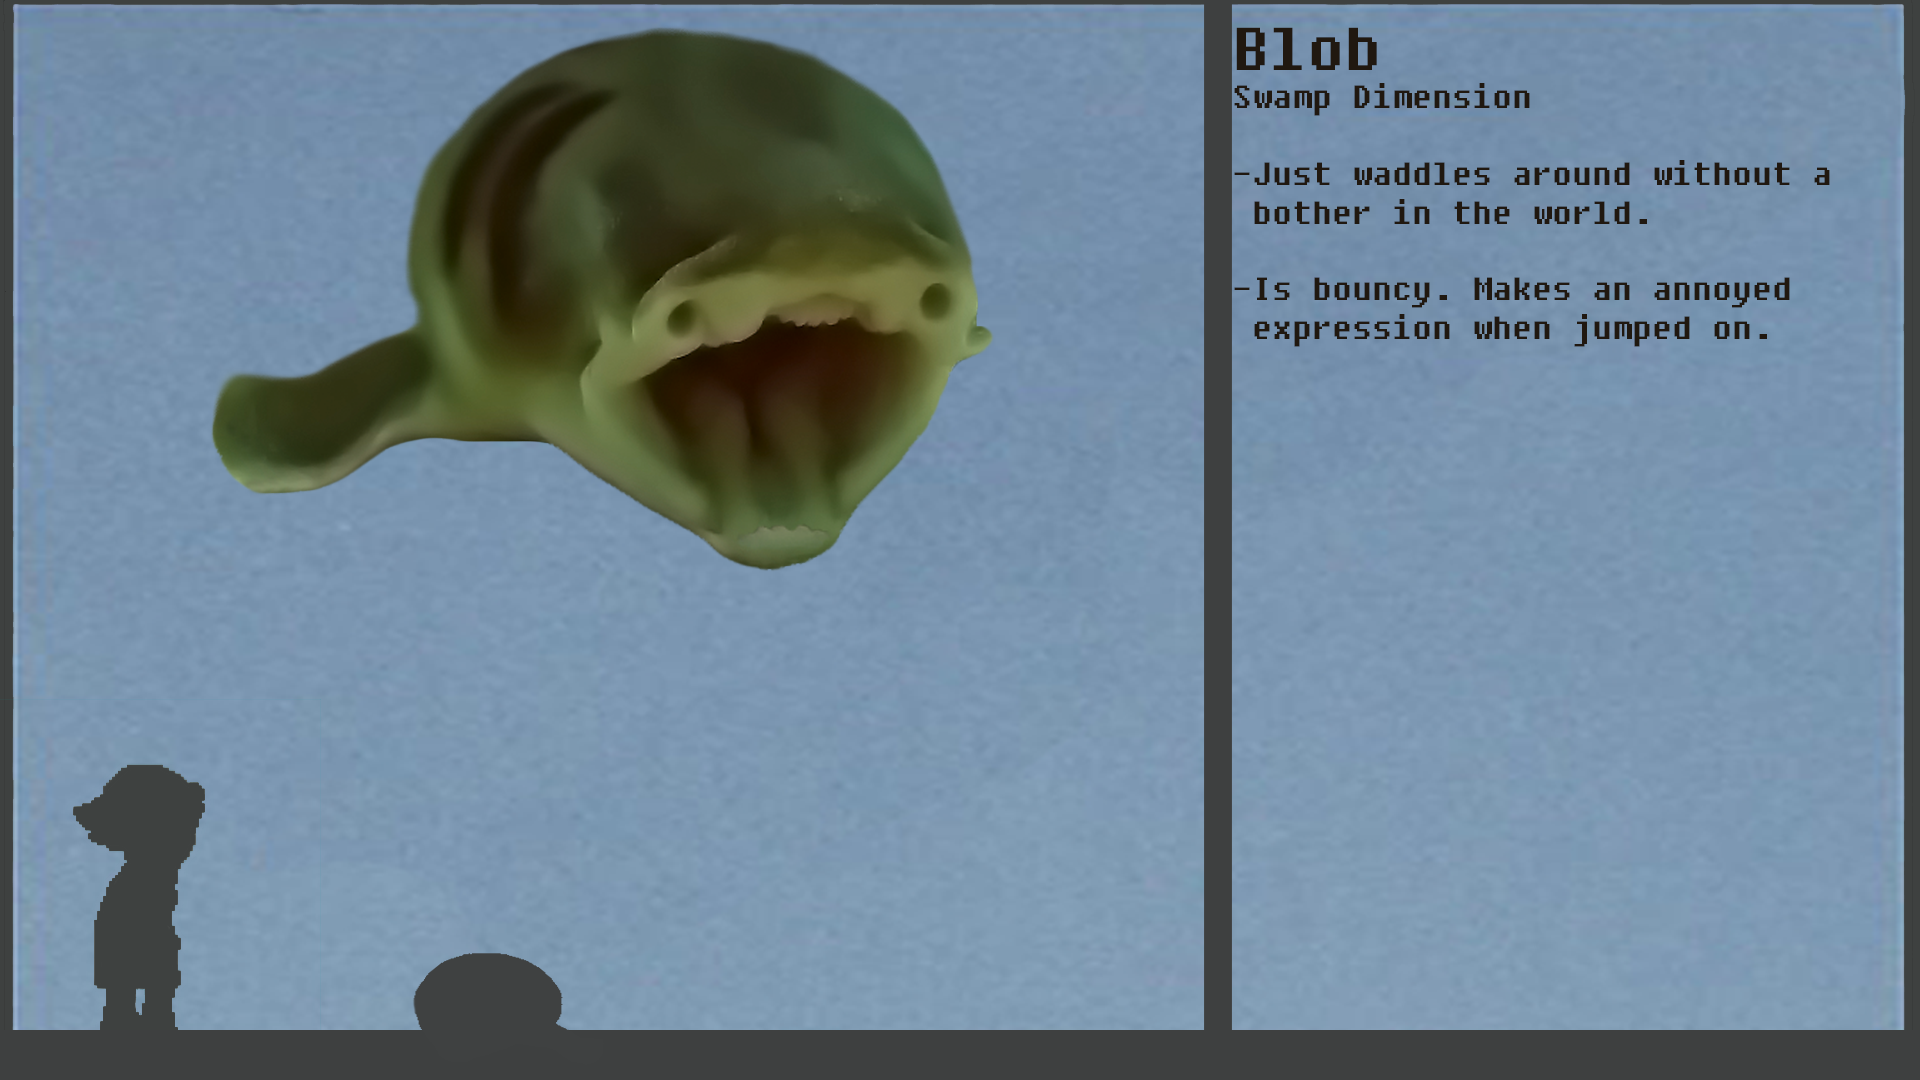 Blob
Swamp Dimension
-Just waddles around without a
bother in the world.
-Is bouncy. Makes an annoyed
expression when jumped on.